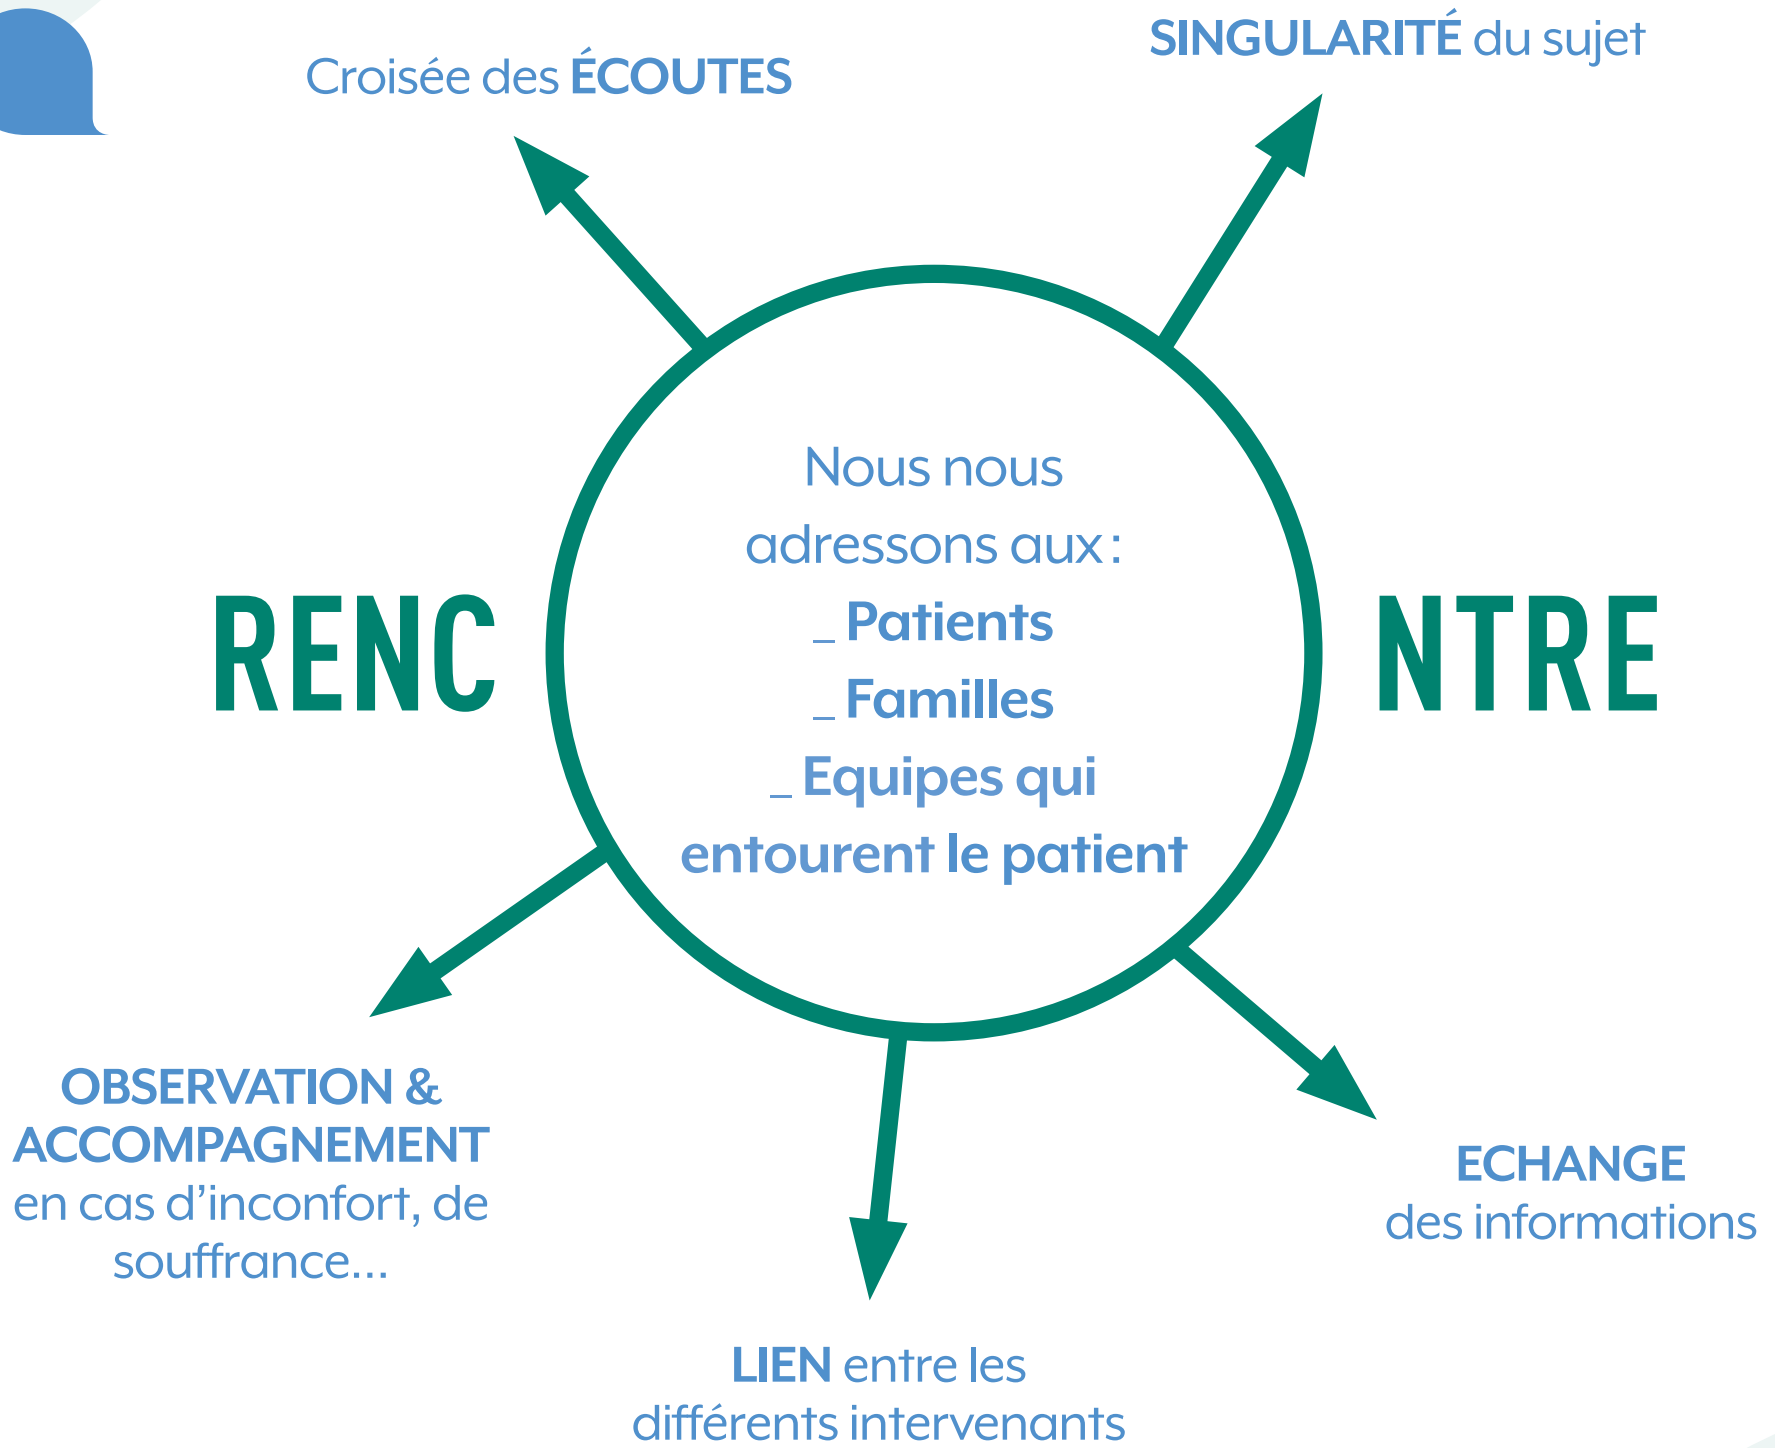 Croisée des ÉCOUTES
SINGULARITÉ du sujet
RENC
Nous nous
adressons aux :
_ Patients
_ Familles
_ Equipes qui
entourent le patient
NTRE
OBSERVATION &
ACCOMPAGNEMENT
en cas d’inconfort, de
souffrance...
ECHANGE
des informations
LIEN entre les
différents intervenants